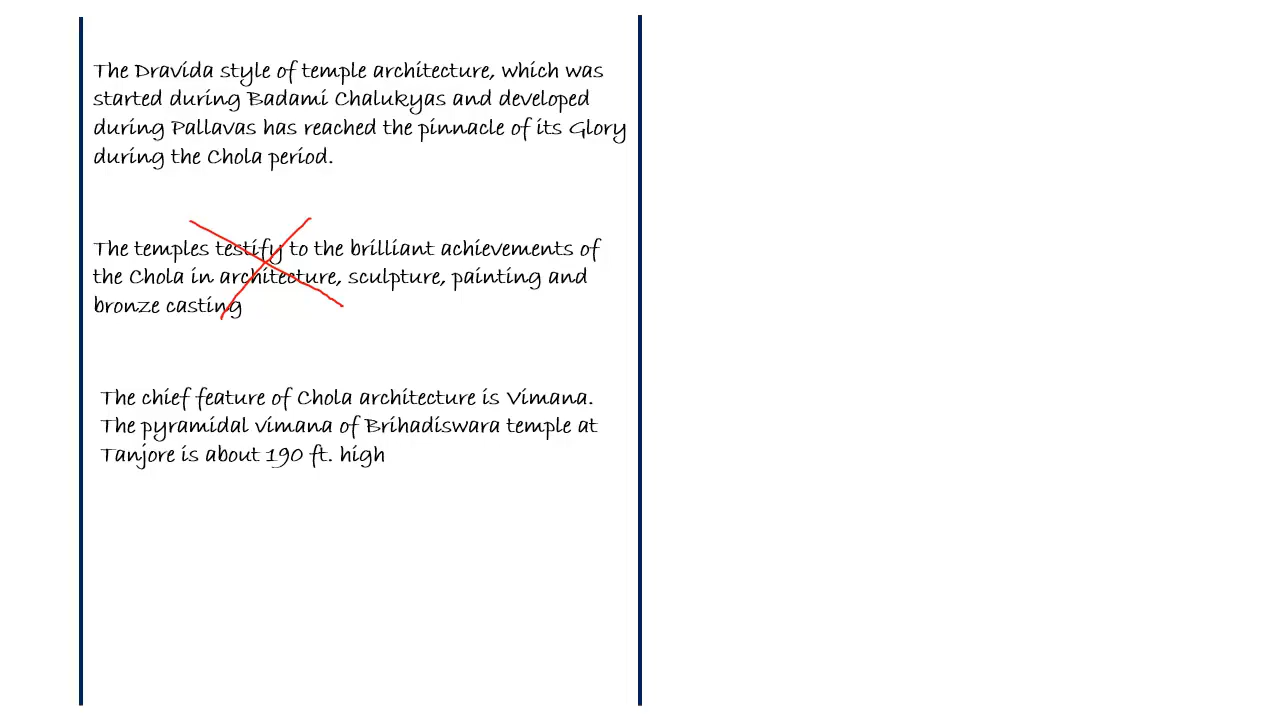 The Dravida style of temple architecture, which was
started during Badami Chalukyas and developed
during Pallavas has reached the pinnacle of its Glory
during the Chola period.
The temples testify to the brilliant achievements of
the Chola in architecture, sculpture, painting and
bronze casting
The chief feature of Chola architecture is Vimana.
The pyramidal vimana of Brihadiswara temple at
Tanjore is about 190 ft. high